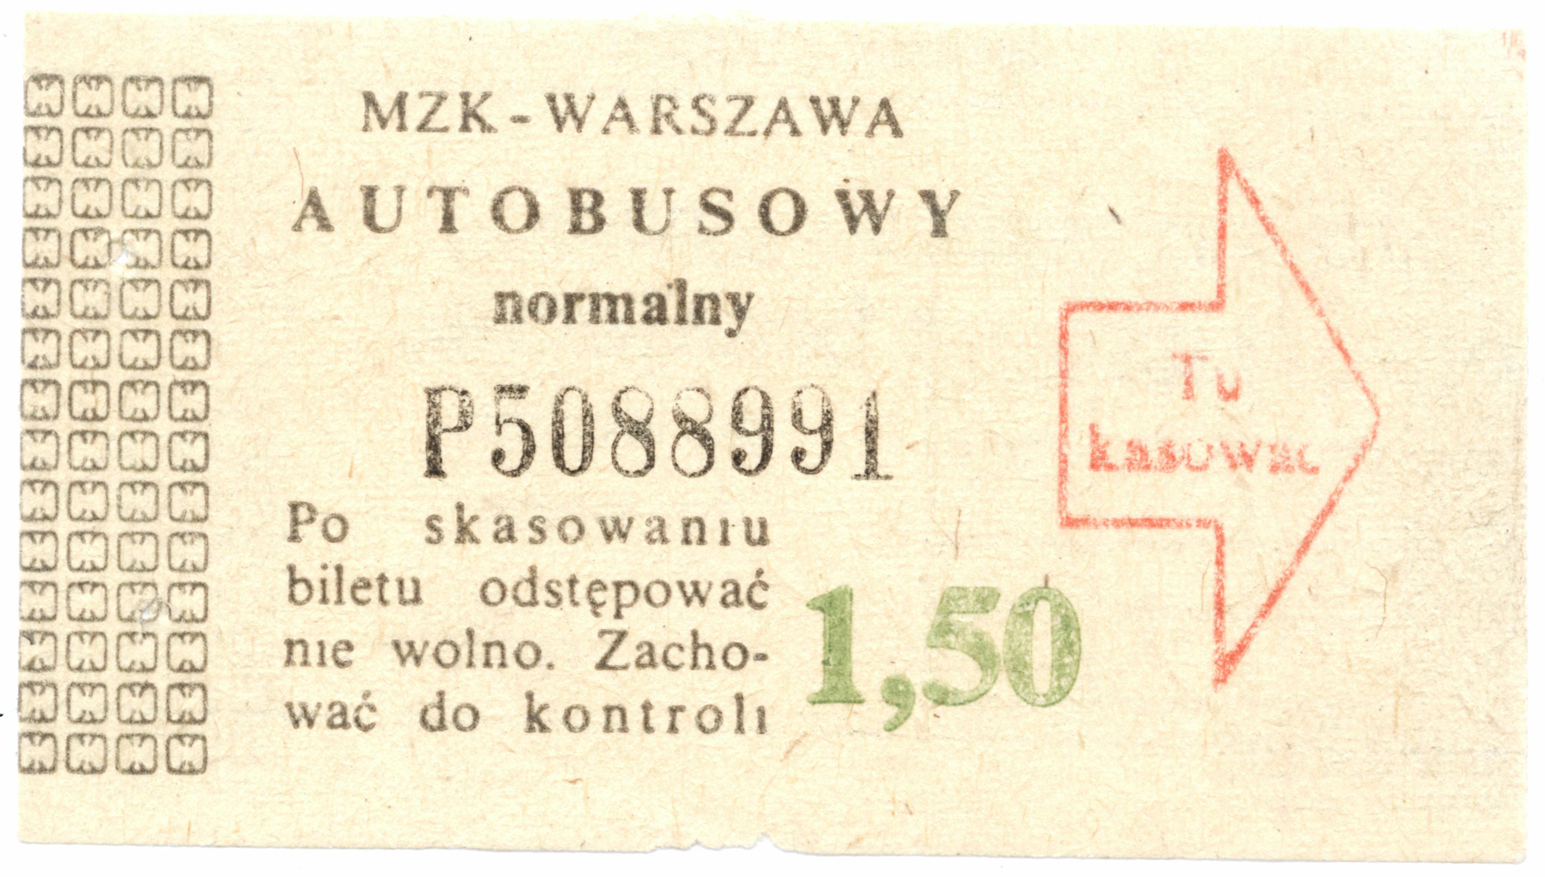 MZK-WARSZAWA
AUTOBUSOWY
normalny
P5088991
Po skasowaniu
biletu odstępować
nie wolno. Zacho-
wać do kontroli
1,50
Tu
kasować